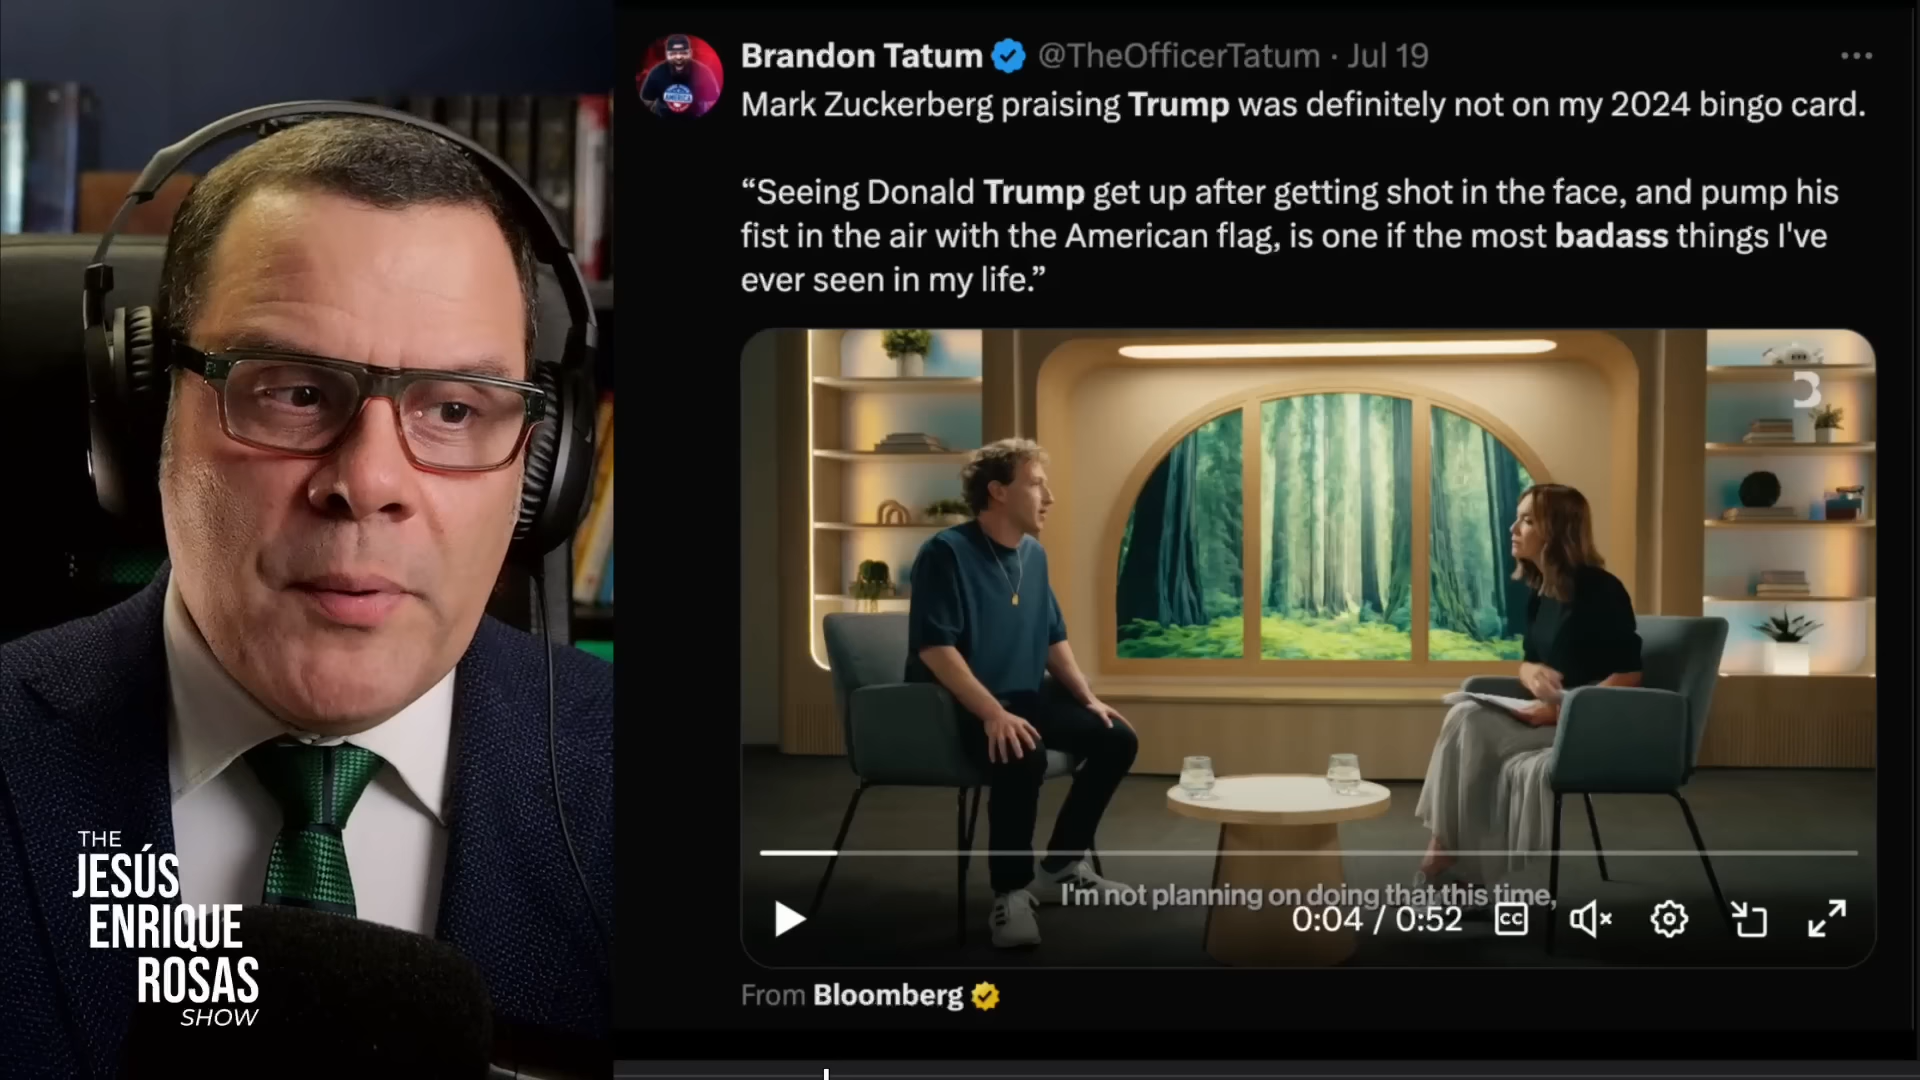 Brandon Tatum @TheOfficerTatum · Jul 19
Mark Zuckerberg praising Trump was definitely not on my 2024 bingo card.
“Seeing Donald Trump get up after getting shot in the face, and pump his
fist in the air with the American flag, is one if the most badass things I've
ever seen in my life.”
I'm not planning on doing that this time,
0:04 / 0:52
CC
From Bloomberg
THE
JESÚS
ENRIQUE
ROSAS
SHOW
AMERICA